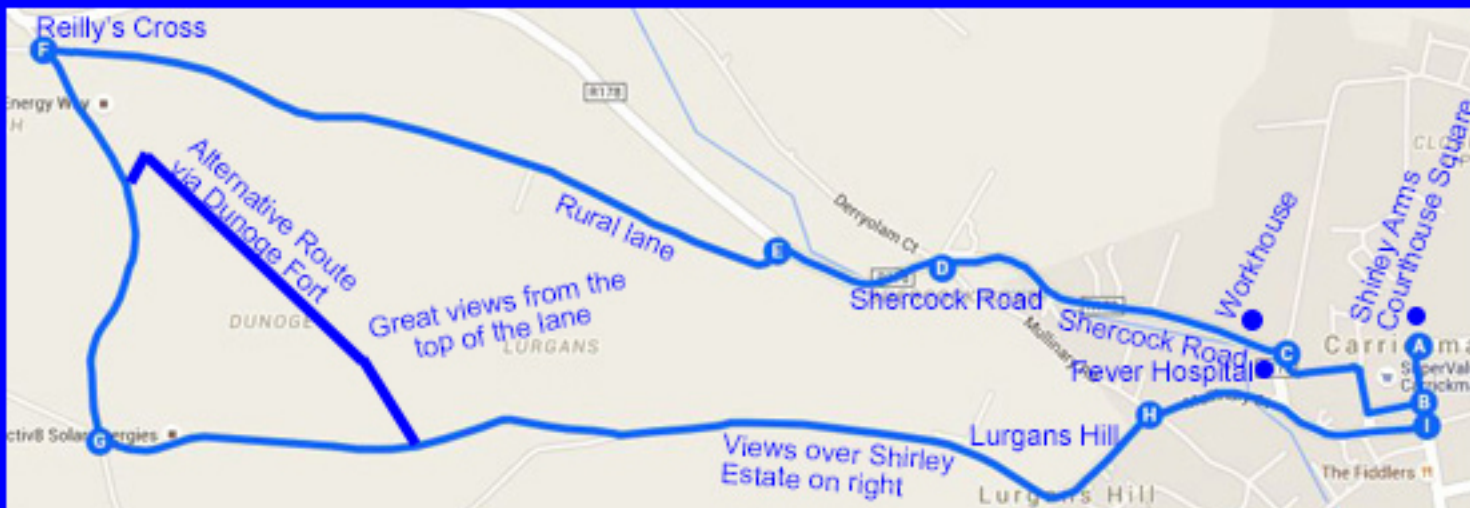 Reilly's Cross
F
Energy Way
H
R178
Alternative Route
via Dunoge Fort
Rural lane
Derryolam Ct
E
D
Shercock Road
Shercock Road
Workhouse
Shirley Arms
Courthouse Square
A
C
Fever Hospital
B
I
Great views from the
top of the lane
LURGANS
H
Lurgans Hill
G
Views over Shirley
Estate on right
Lurgans Hill
The Fiddlers